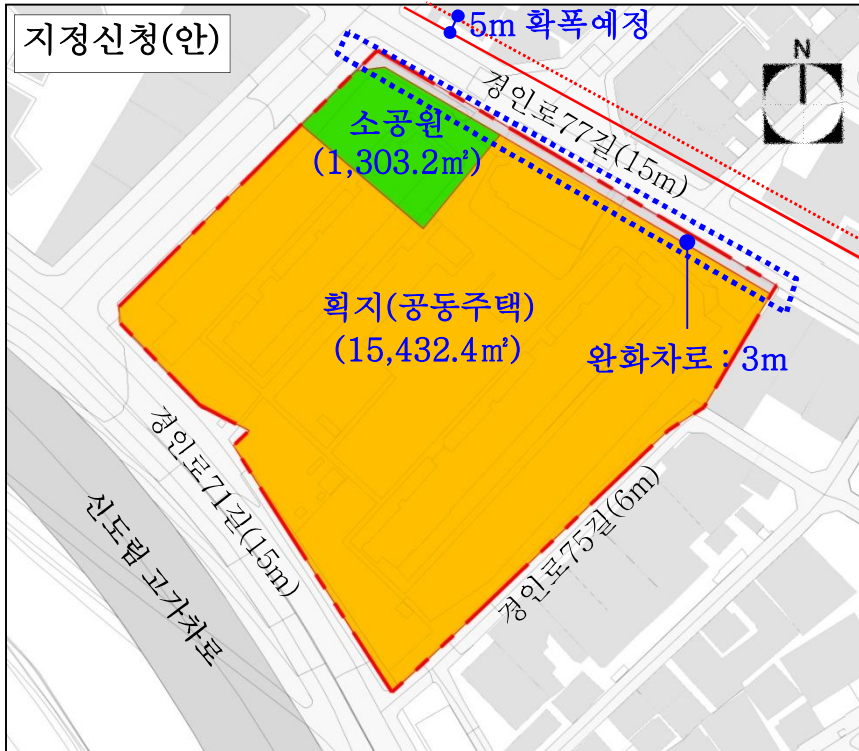 지정신청(안)
5m 확폭예정
N
경인로77길(15m)
소공원
(1,303.2㎡)
획지(공동주택)
(15,432.4㎡)
완화차로 : 3m
경인로71길(15m)
경인로75길(6m)
신도림 고가차로